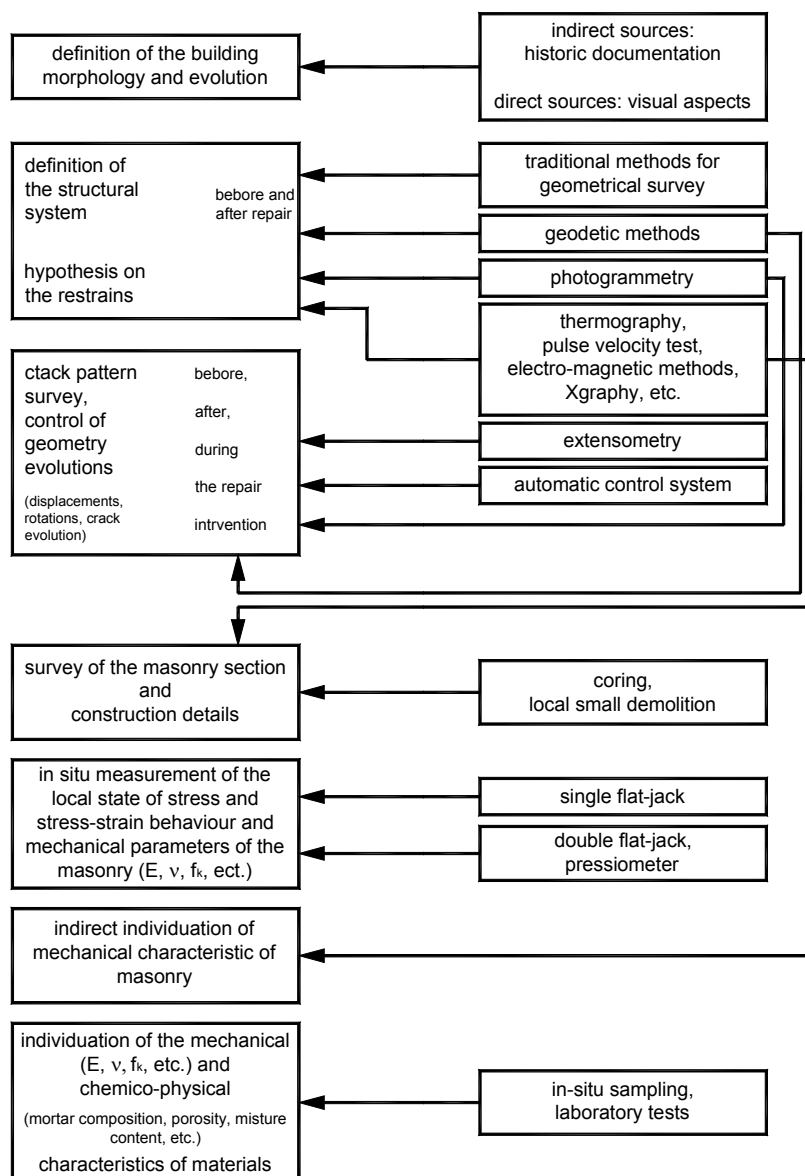 definition of the building
morphology and evolution
indirect sources:
historic documentation
direct sources: visual aspects
definition of
the structural
system
bebore and
after repair
hypothesis on
the restrains
traditional methods for
geometrical survey
geodetic methods
photogrammetry
thermography,
pulse velocity test,
electro-magnetic methods,
Xgraphy, etc.
ctack pattern
survey,
control of
geometry
evolutions
(displacements,
rotations, crack
evolution)
bebore,
after,
during
the repair
intrvention
extensometry
automatic control system
survey of the masonry section
and
construction details
coring,
local small demolition
in situ measurement of the
local state of stress and
stress-strain behaviour and
mechanical parameters of the
masonry (E, ν, fk, ect.)
single flat-jack
double flat-jack,
pressiometer
indirect individuation of
mechanical characteristic of
masonry
individuation of the mechanical
(E, ν, fk, etc.) and
chemico-physical
(mortar composition, porosity, misture
content, etc.)
characteristics of materials
in-situ sampling,
laboratory tests